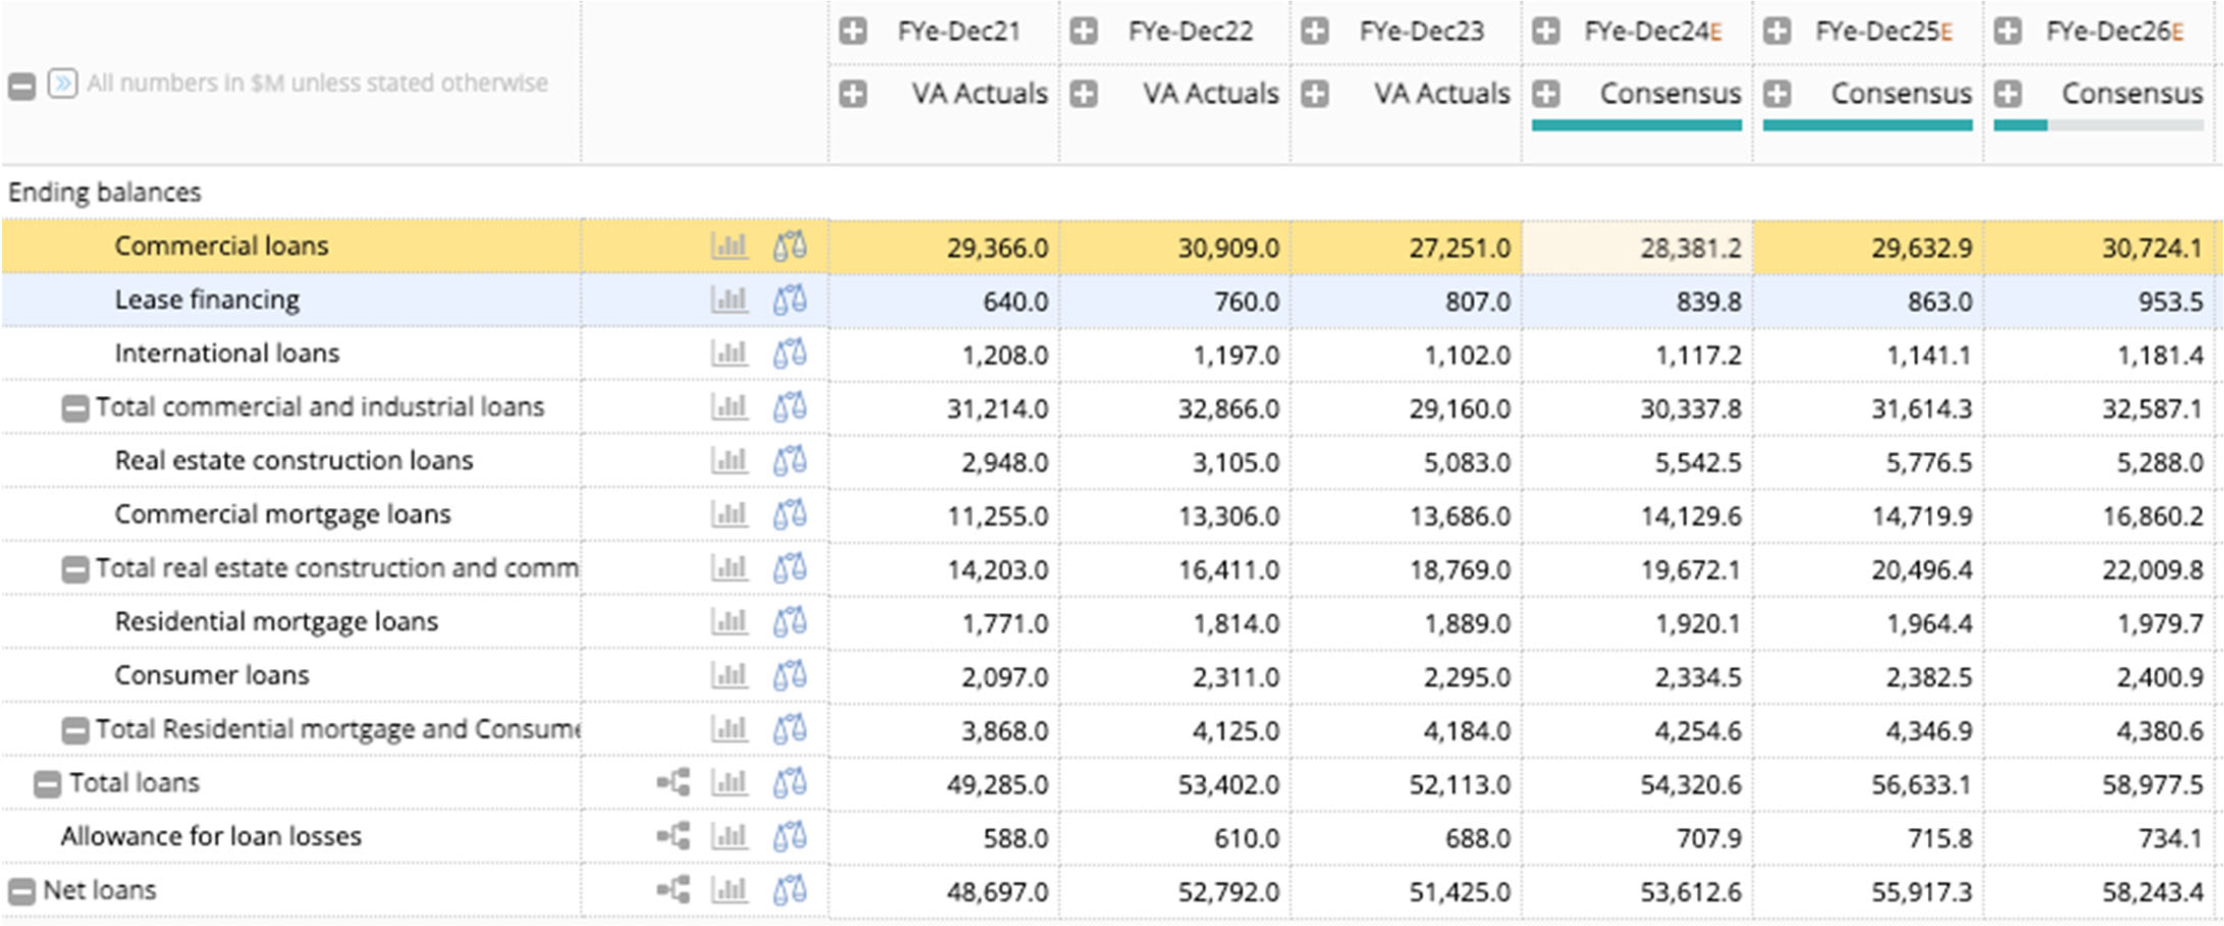 FYe-Dec21 FYe-Dec22 FYe-Dec23 FYe-Dec24E FYe-Dec25E FYe-Dec26E
All numbers in $M unless stated otherwise VA Actuals VA Actuals VA Actuals Consensus Consensus Consensus
Ending balances
Commercial loans 29,366.0 30,909.0 27,251.0 28,381.2 29,632.9 30,724.1
Lease financing 640.0 760.0 807.0 839.8 863.0 953.5
International loans 1,208.0 1,197.0 1,102.0 1,117.2 1,141.1 1,181.4
Total commercial and industrial loans 31,214.0 32,866.0 29,160.0 30,337.8 31,614.3 32,587.1
Real estate construction loans 2,948.0 3,105.0 5,083.0 5,542.5 5,776.5 5,288.0
Commercial mortgage loans 11,255.0 13,306.0 13,686.0 14,129.6 14,719.9 16,860.2
Total real estate construction and comm 14,203.0 16,411.0 18,769.0 19,672.1 20,496.4 22,009.8
Residential mortgage loans 1,771.0 1,814.0 1,889.0 1,920.1 1,964.4 1,979.7
Consumer loans 2,097.0 2,311.0 2,295.0 2,334.5 2,382.5 2,400.9
Total Residential mortgage and Consume 3,868.0 4,125.0 4,184.0 4,254.6 4,346.9 4,380.6
Total loans 49,285.0 53,402.0 52,113.0 54,320.6 56,633.1 58,977.5
Allowance for loan losses 588.0 610.0 688.0 707.9 715.8 734.1
Net loans 48,697.0 52,792.0 51,425.0 53,612.6 55,917.3 58,243.4